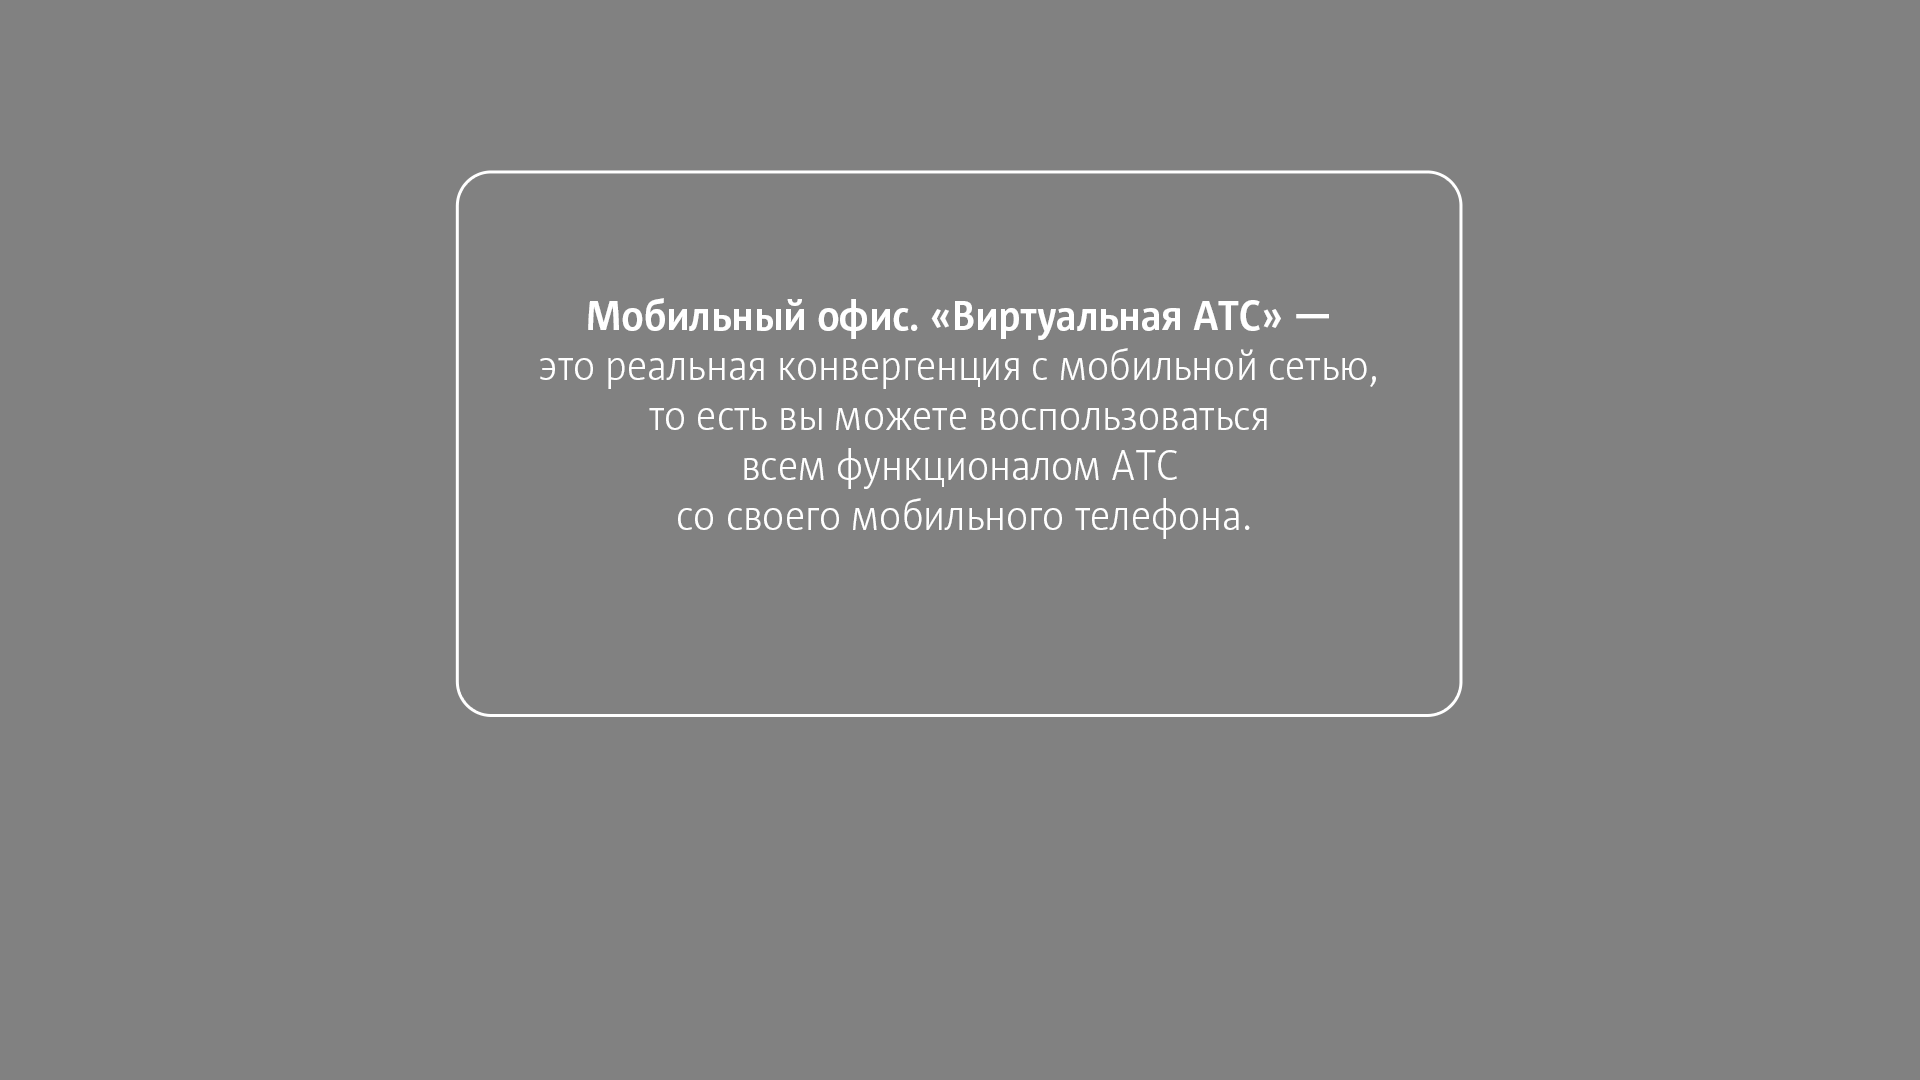 Мобильный офис. «Виртуальная АТС» —
это реальная конвергенция с мобильной сетью,
то есть вы можете воспользоваться
всем функционалом АТС
со своего мобильного телефона.